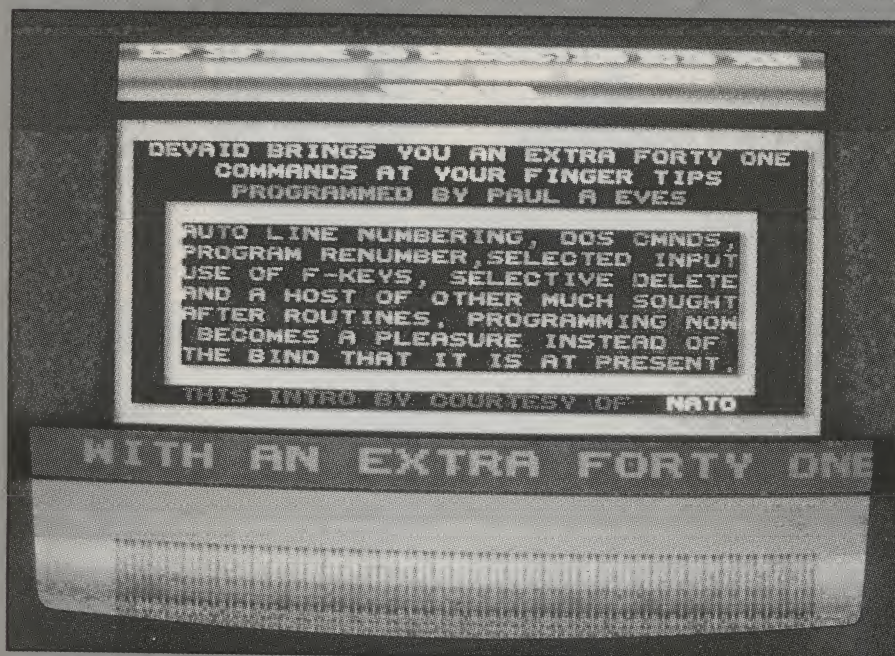 DEVAID BRINGS YOU AN EXTRA FORTY ONE
COMMANDS AT YOUR FINGER TIPS
PROGRAMMED BY PAUL A EVES
AUTO LINE NUMBERING, DOS CMNDS,
PROGRAM RENUMBER,SELECTED INPUT
USE OF F-KEYS, SELECTIVE DELETE
AND A HOST OF OTHER MUCH SOUGHT
AFTER ROUTINES. PROGRAMMING NOW
BECOMES A PLEASURE INSTEAD OF
THE BIND THAT IT IS AT PRESENT.
THIS INTRO BY COURTESY OF NATO
WITH AN EXTRA FORTY ONE